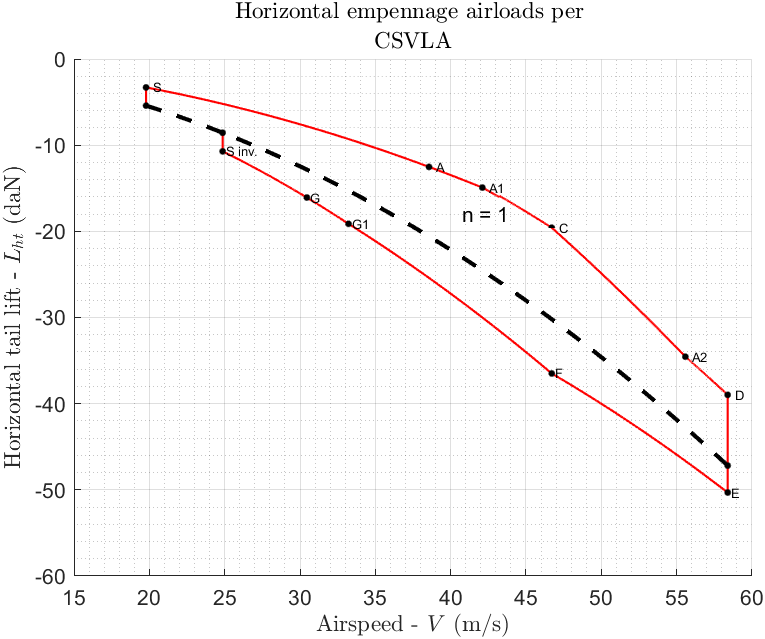 Horizontal empennage airloads per
CSVLA
0
-10
-20
-30
-40
-50
-60
Horizontal tail lift - L_ht (daN)
S
S inv.
G
G1
A
A1
n = 1
C
F
A2
D
E
15 20 25 30 35 40 45 50 55 60
Airspeed - V (m/s)